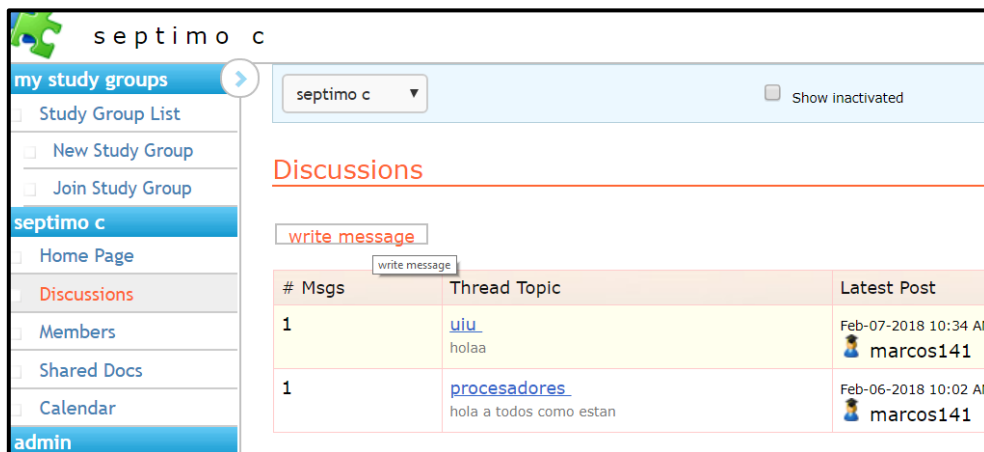 septimo c
my study groups
Study Group List
New Study Group
Join Study Group
septimo c
Home Page
Discussions
Members
Shared Docs
Calendar
admin
septimo c
Show inactivated
Discussions
write message
write message
# Msgs Thread Topic Latest Post
1 uiu Feb-07-2018 10:34 AM
holaa marcos141
1 procesadores Feb-06-2018 10:02 AM
hola a todos como estan marcos141